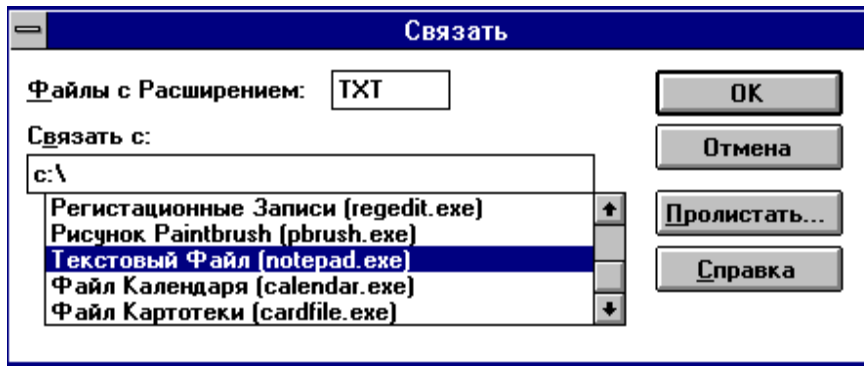 Связать
Файлы с Расширением: TXT
Связать с:
c:\
Регистационные Записи (regedit.exe)
Рисунок Paintbrush (pbrush.exe)
Текстовый Файл (notepad.exe)
Файл Календаря (calendar.exe)
Файл Картотеки (cardfile.exe)
OK
Отмена
Пролистать...
Справка